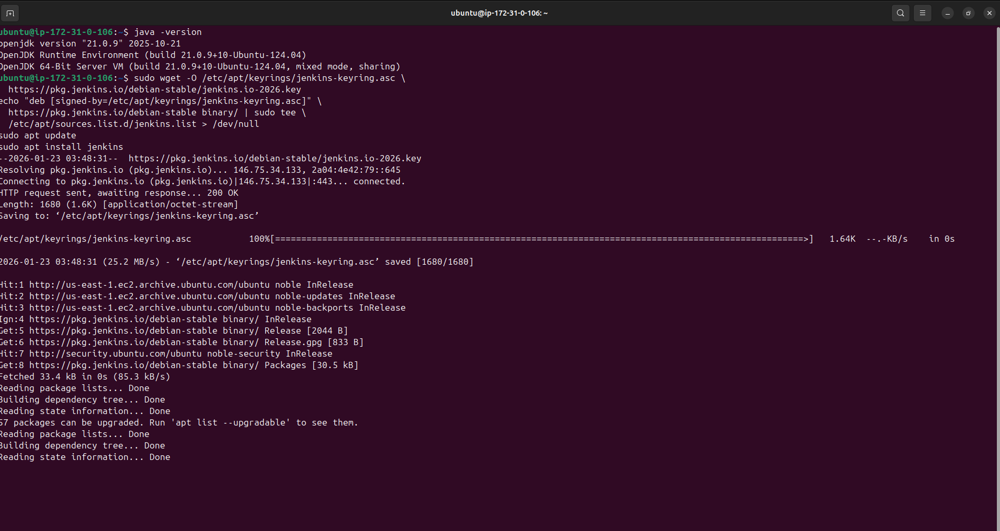 ubuntu@ip-172-31-0-106: ~
ubuntu@ip-172-31-0-106:~$ java -version
openjdk version "21.0.9" 2025-10-21
OpenJDK Runtime Environment (build 21.0.9+10-Ubuntu-124.04)
OpenJDK 64-Bit Server VM (build 21.0.9+10-Ubuntu-124.04, mixed mode, sharing)
ubuntu@ip-172-31-0-106:~$ sudo wget -O /etc/apt/keyrings/jenkins-keyring.asc \
  https://pkg.jenkins.io/debian-stable/jenkins.io-2026.key
echo "deb [signed-by=/etc/apt/keyrings/jenkins-keyring.asc]" \
  https://pkg.jenkins.io/debian-stable binary/ | sudo tee \
  /etc/apt/sources.list.d/jenkins.list > /dev/null
sudo apt update
sudo apt install jenkins
--2026-01-23 03:48:31--  https://pkg.jenkins.io/debian-stable/jenkins.io-2026.key
Resolving pkg.jenkins.io (pkg.jenkins.io)... 146.75.34.133, 2a04:4e42:79::645
Connecting to pkg.jenkins.io (pkg.jenkins.io)|146.75.34.133|:443... connected.
HTTP request sent, awaiting response... 200 OK
Length: 1680 (1.6K) [application/octet-stream]
Saving to: ‘/etc/apt/keyrings/jenkins-keyring.asc’
/etc/apt/keyrings/jenkins-keyring.asc           100%[=====================================================================================================>]   1.64K  --.-KB/s    in 0s
2026-01-23 03:48:31 (25.2 MB/s) - ‘/etc/apt/keyrings/jenkins-keyring.asc’ saved [1680/1680]
Hit:1 http://us-east-1.ec2.archive.ubuntu.com/ubuntu noble InRelease
Hit:2 http://us-east-1.ec2.archive.ubuntu.com/ubuntu noble-updates InRelease
Hit:3 http://us-east-1.ec2.archive.ubuntu.com/ubuntu noble-backports InRelease
Ign:4 https://pkg.jenkins.io/debian-stable binary/ InRelease
Get:5 https://pkg.jenkins.io/debian-stable binary/ Release [2044 B]
Get:6 https://pkg.jenkins.io/debian-stable binary/ Release.gpg [833 B]
Hit:7 http://security.ubuntu.com/ubuntu noble-security InRelease
Get:8 https://pkg.jenkins.io/debian-stable binary/ Packages [30.5 kB]
Fetched 33.4 kB in 0s (85.3 kB/s)
Reading package lists... Done
Building dependency tree... Done
Reading state information... Done
57 packages can be upgraded. Run 'apt list --upgradable' to see them.
Reading package lists... Done
Building dependency tree... Done
Reading state information... Done